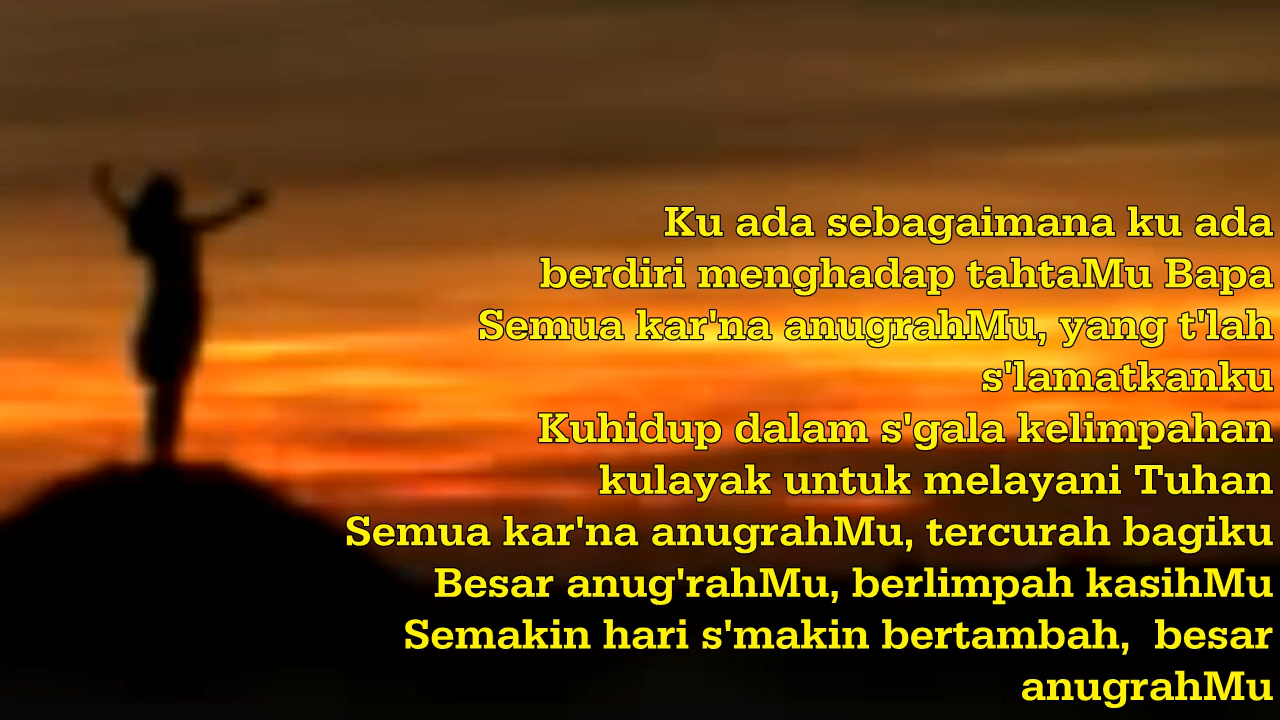 Ku ada sebagaimana ku ada
berdiri menghadap tahtaMu Bapa
Semua kar'na anugrahMu, yang t'lah
s'lamatkanku
Kuhidup dalam s'gala kelimpahan
kulayak untuk melayani Tuhan
Semua kar'na anugrahMu, tercurah bagiku
Besar anug'rahMu, berlimpah kasihMu
Semakin hari s'makin bertambah,  besar
anugrahMu